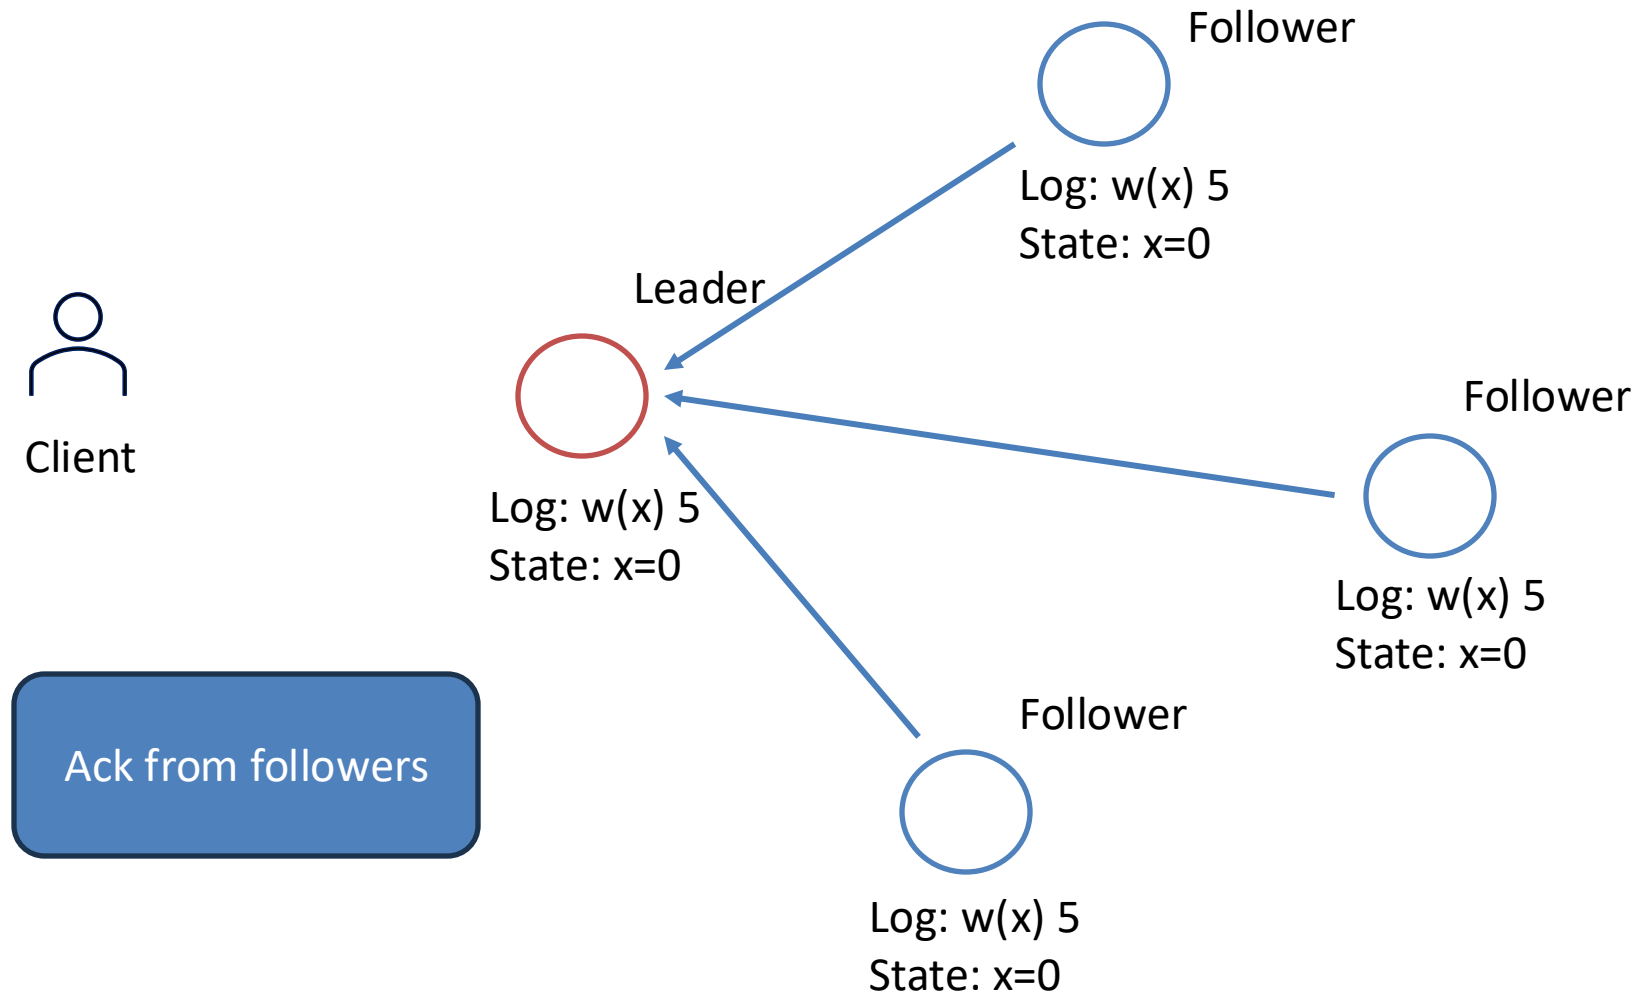 Follower
Log: w(x) 5
State: x=0
Leader
Client
Log: w(x) 5
State: x=0
Follower
Log: w(x) 5
State: x=0
Ack from followers
Follower
Log: w(x) 5
State: x=0